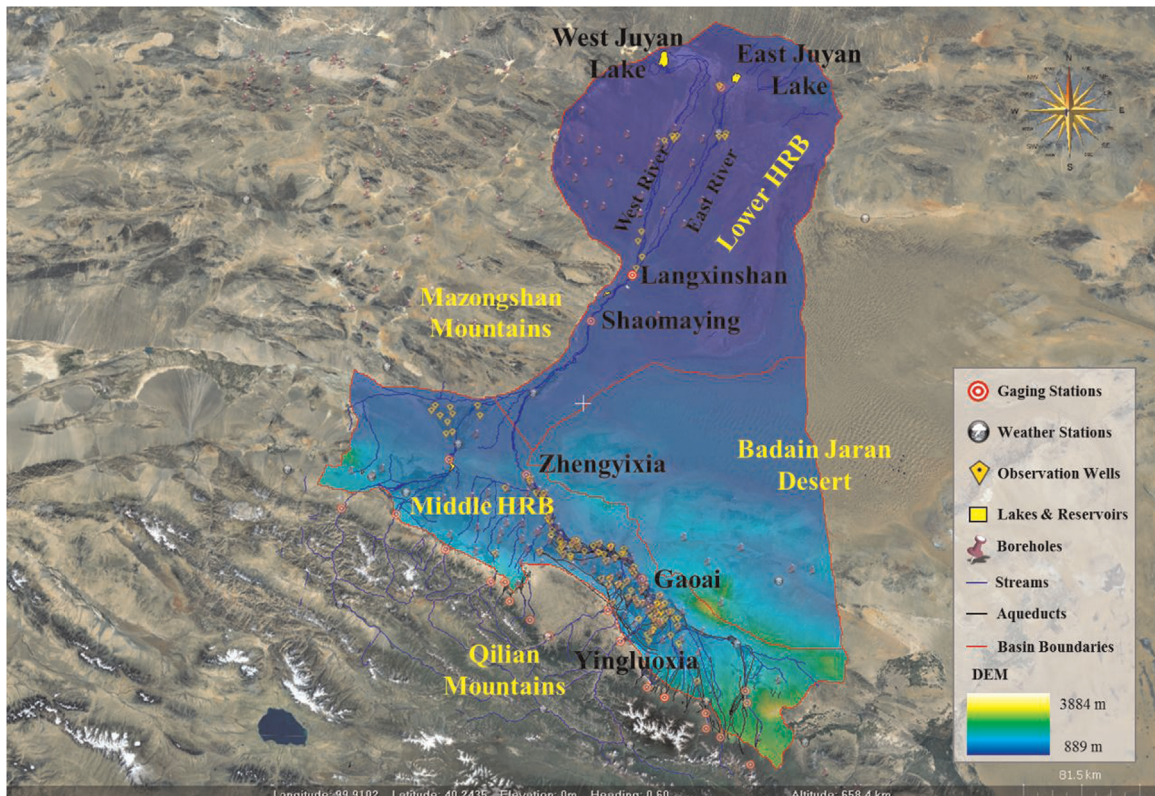 West Juyan
Lake
East Juyan
Lake
N
W
E
S
West River
East River
Lower HRB
Langxinshan
Mazongshan
Mountains
Shaomaying
Zhengyixia
Badain Jaran
Desert
Middle HRB
Gaoai
Yingluoxia
Qilian
Mountains
Gaging Stations
Weather Stations
Observation Wells
Lakes & Reservoirs
Boreholes
Streams
Aqueducts
Basin Boundaries
DEM
3884 m
889 m
81.5 km